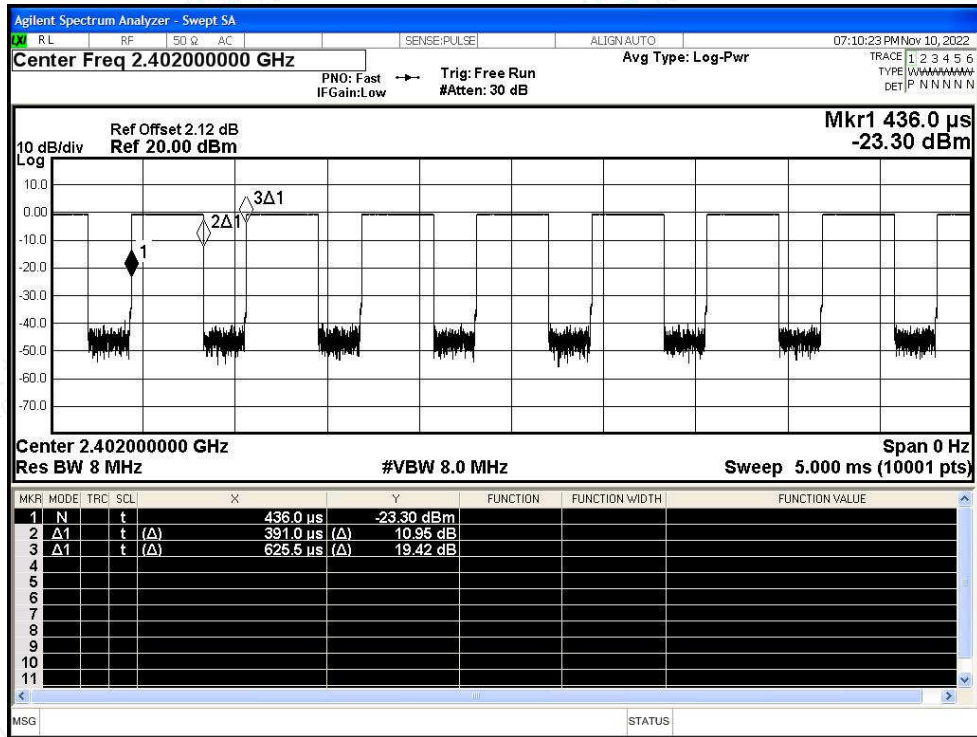 Agilent Spectrum Analyzer - Swept SA
LXI RL RF 50 Ω AC SENSE:PULSE ALIGN AUTO 07:10:23 PM Nov 10, 2022
Center Freq 2.402000000 GHz
Avg Type: Log-Pwr
TRACE 1 2 3 4 5 6
PNO: Fast Trig: Free Run
TYPE W
IFGain:Low #Atten: 30 dB
DET P N N N N N
Mkr1 436.0 µs
Ref Offset 2.12 dB
10 dB/div Ref 20.00 dBm -23.30 dBm
Log
10.0
3Δ1
0.00
2Δ1
-10.0
1
-20.0
-30.0
-40.0
-50.0
-60.0
-70.0
Center 2.402000000 GHz Span 0 Hz
Res BW 8 MHz #VBW 8.0 MHz Sweep 5.000 ms (10001 pts)
MKR MODE TRC SCL X Y FUNCTION FUNCTION WIDTH FUNCTION VALUE
1 N t 436.0 µs -23.30 dBm
2 Δ1 t (Δ) 391.0 µs (Δ) 10.95 dB
3 Δ1 t (Δ) 625.5 µs (Δ) 19.42 dB
4
5
6
7
8
9
10
11
MSG STATUS